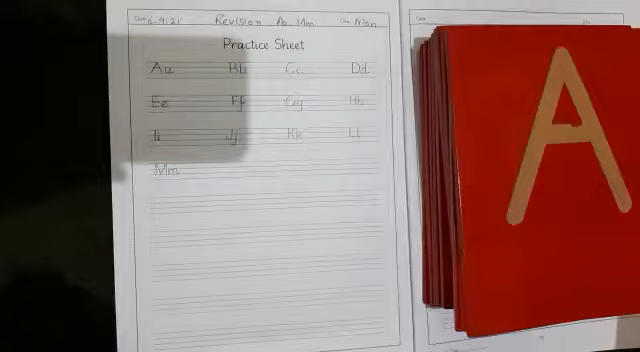 Date 6.9.21 Revision Aa Mm Day Mon
Practice Sheet
Aa Bb Cc Dd
Ee Ff Gg Hh
Ii Jj Kk Ll
Mm
Date
A